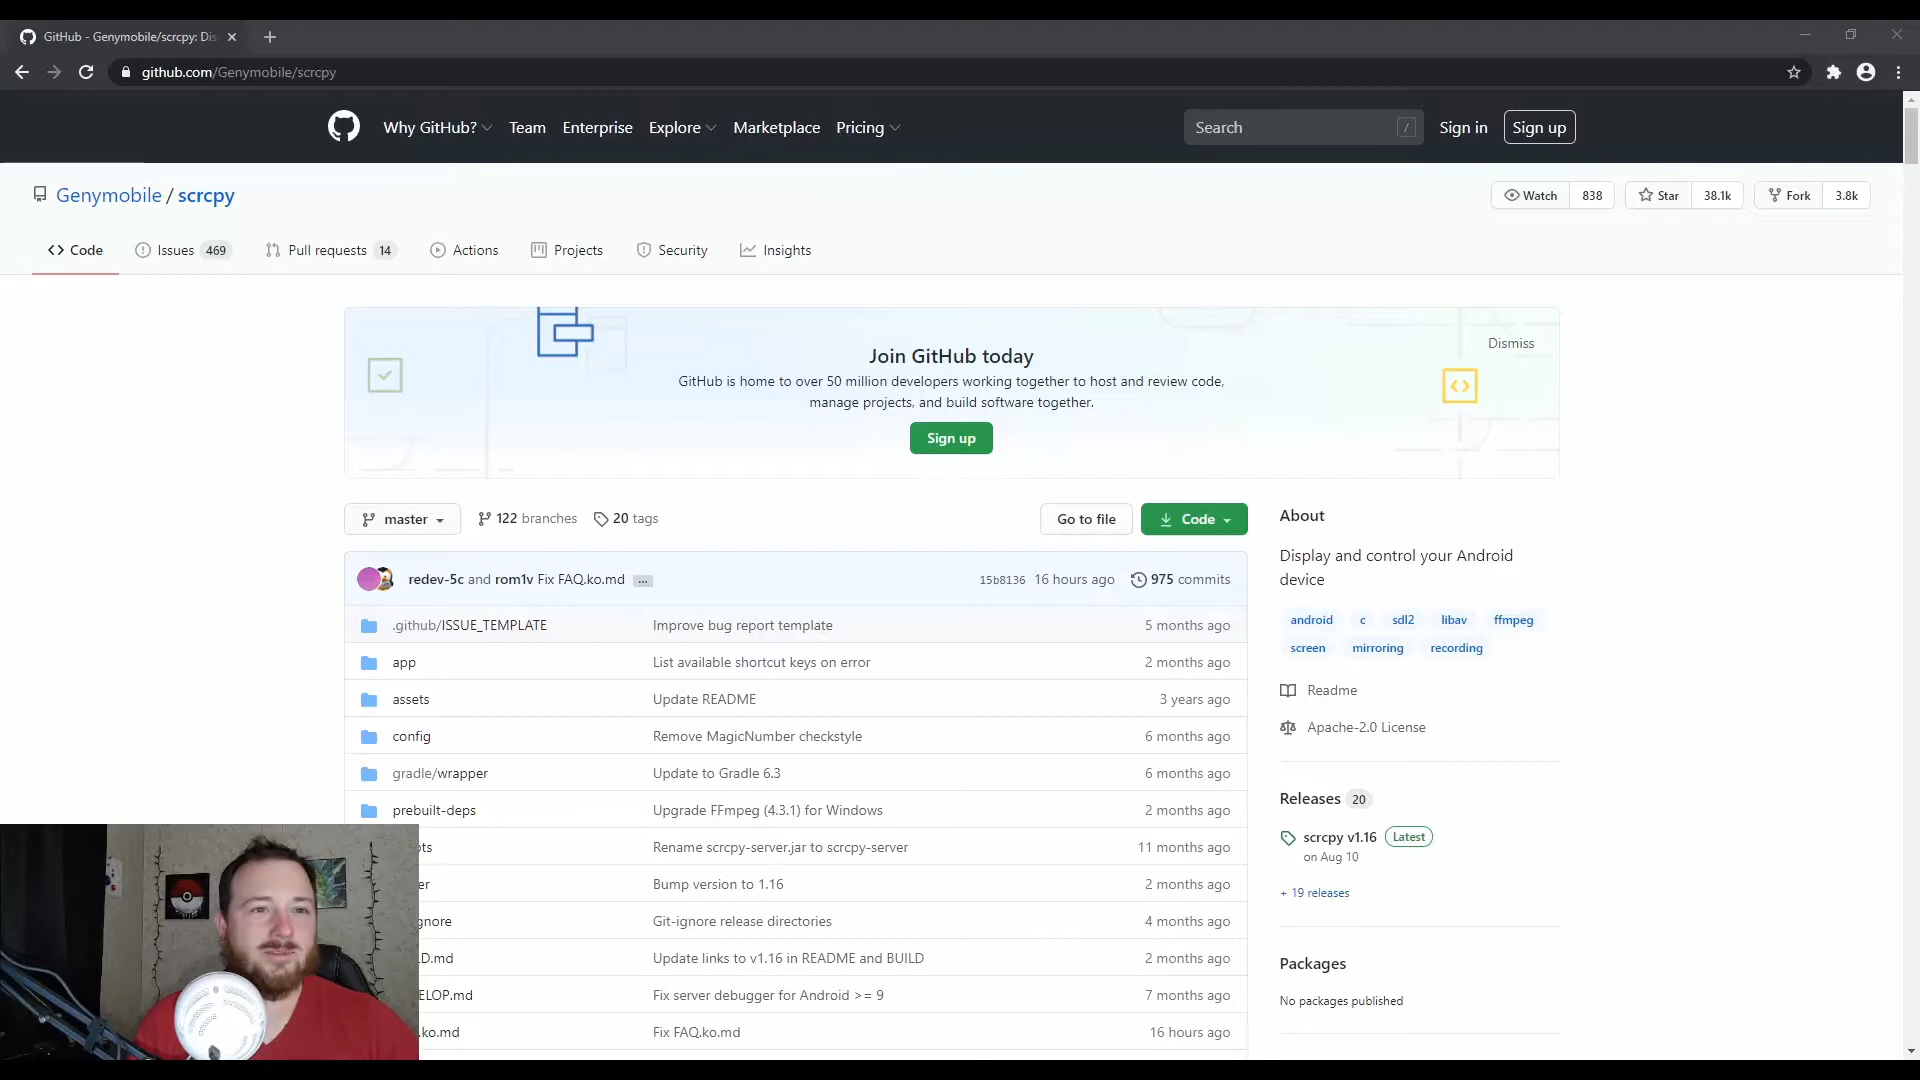 GitHub - Genymobile/scrcpy: Dis
github.com/Genymobile/scrcpy
Why GitHub? Team Enterprise Explore Marketplace Pricing Search / Sign in Sign up
Genymobile / scrcpy Watch 838 Star 38.1k Fork 3.8k
Code Issues 469 Pull requests 14 Actions Projects Security Insights
Dismiss
Join GitHub today
GitHub is home to over 50 million developers working together to host and review code,
manage projects, and build software together.
Sign up
master 122 branches 20 tags Go to file Code
redev-5c and rom1v Fix FAQ.ko.md ... 15b8136 16 hours ago 975 commits
.github/ISSUE_TEMPLATE Improve bug report template 5 months ago
app List available shortcut keys on error 2 months ago
assets Update README 3 years ago
config Remove MagicNumber checkstyle 6 months ago
gradle/wrapper Update to Gradle 6.3 6 months ago
prebuilt-deps Upgrade FFmpeg (4.3.1) for Windows 2 months ago
ts Rename scrcpy-server.jar to scrcpy-server 11 months ago
er Bump version to 1.16 2 months ago
gnore Git-ignore release directories 4 months ago
D.md Update links to v1.16 in README and BUILD 2 months ago
ELOP.md Fix server debugger for Android >= 9 7 months ago
.ko.md Fix FAQ.ko.md 16 hours ago
About
Display and control your Android
device
android c sdl2 libav ffmpeg
screen mirroring recording
Readme
Apache-2.0 License
Releases 20
scrcpy v1.16 Latest
on Aug 10
+ 19 releases
Packages
No packages published